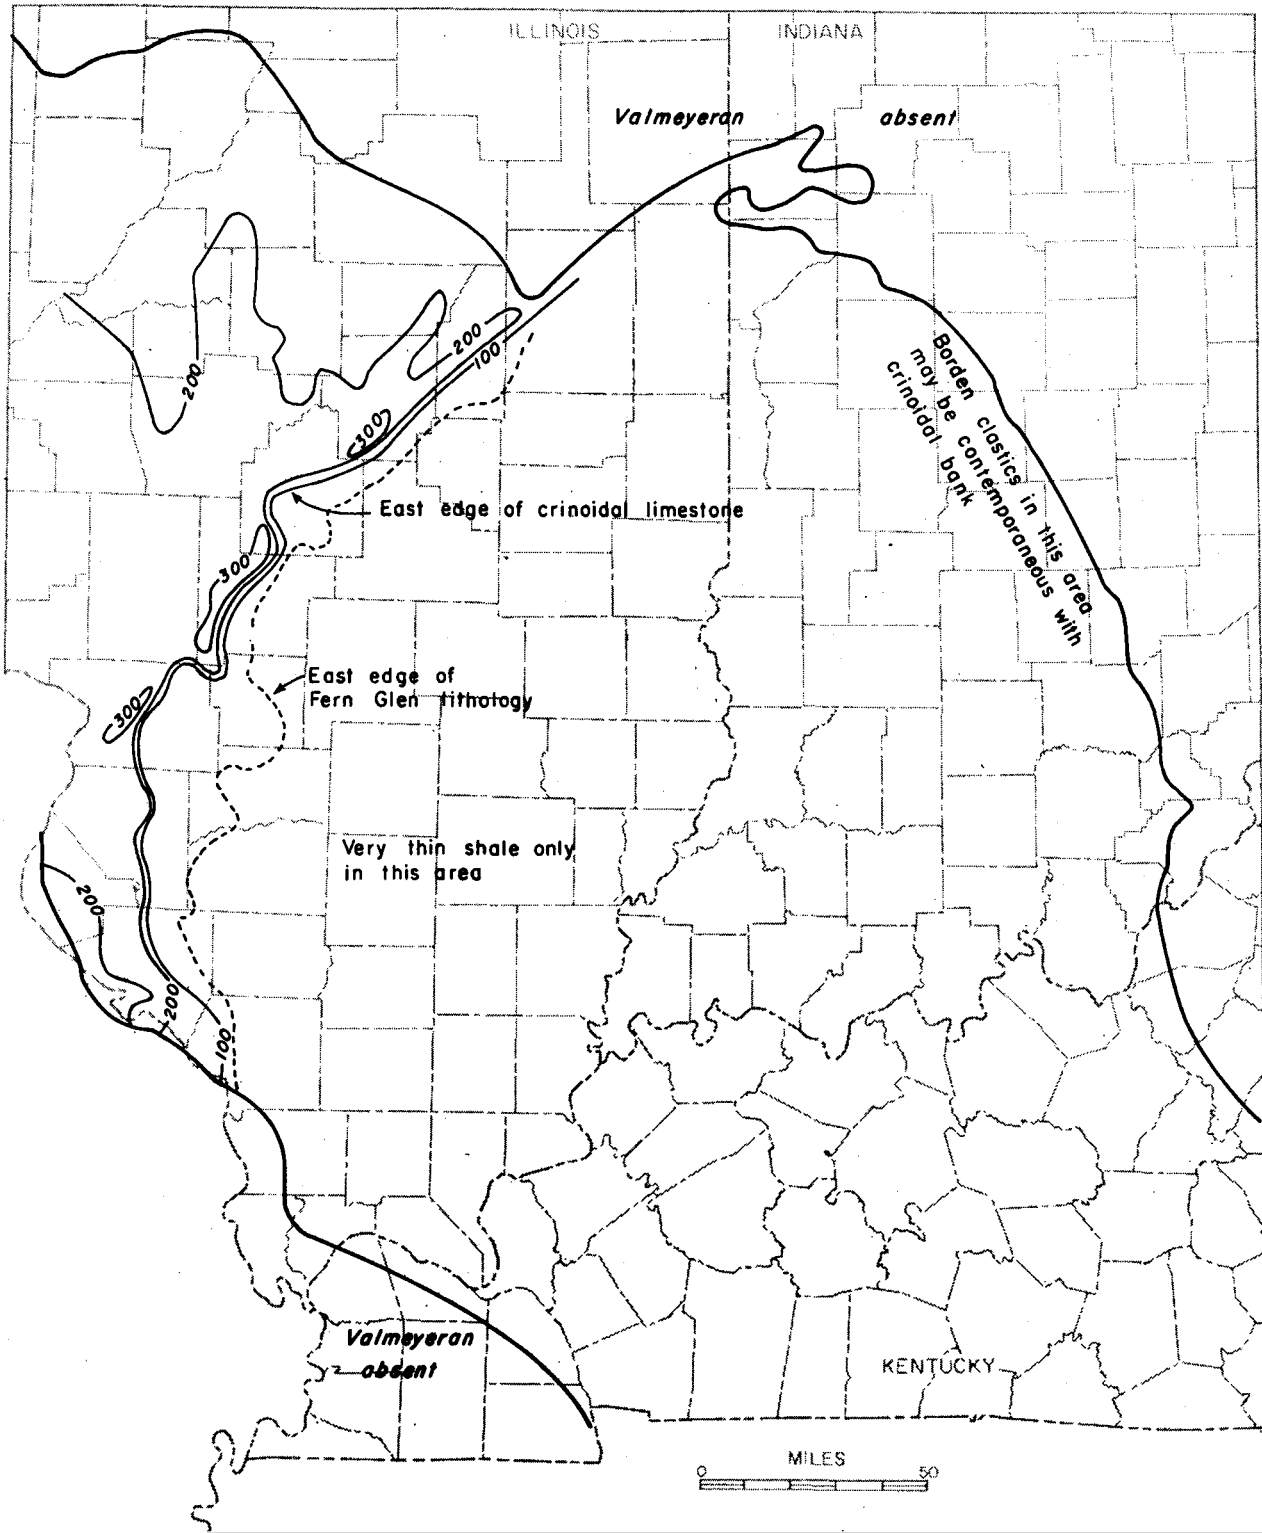 ILLINOIS
INDIANA
Valmeyeran absent
200
200
100
300
Borden clastics in this area
may be contemporaneous with
crinoidal bank
East edge of crinoidal limestone
300
East edge of
Fern Glen lithology
300
Very thin shale only
in this area
200
200
100
Valmeyeran
absent
KENTUCKY
MILES
0 50